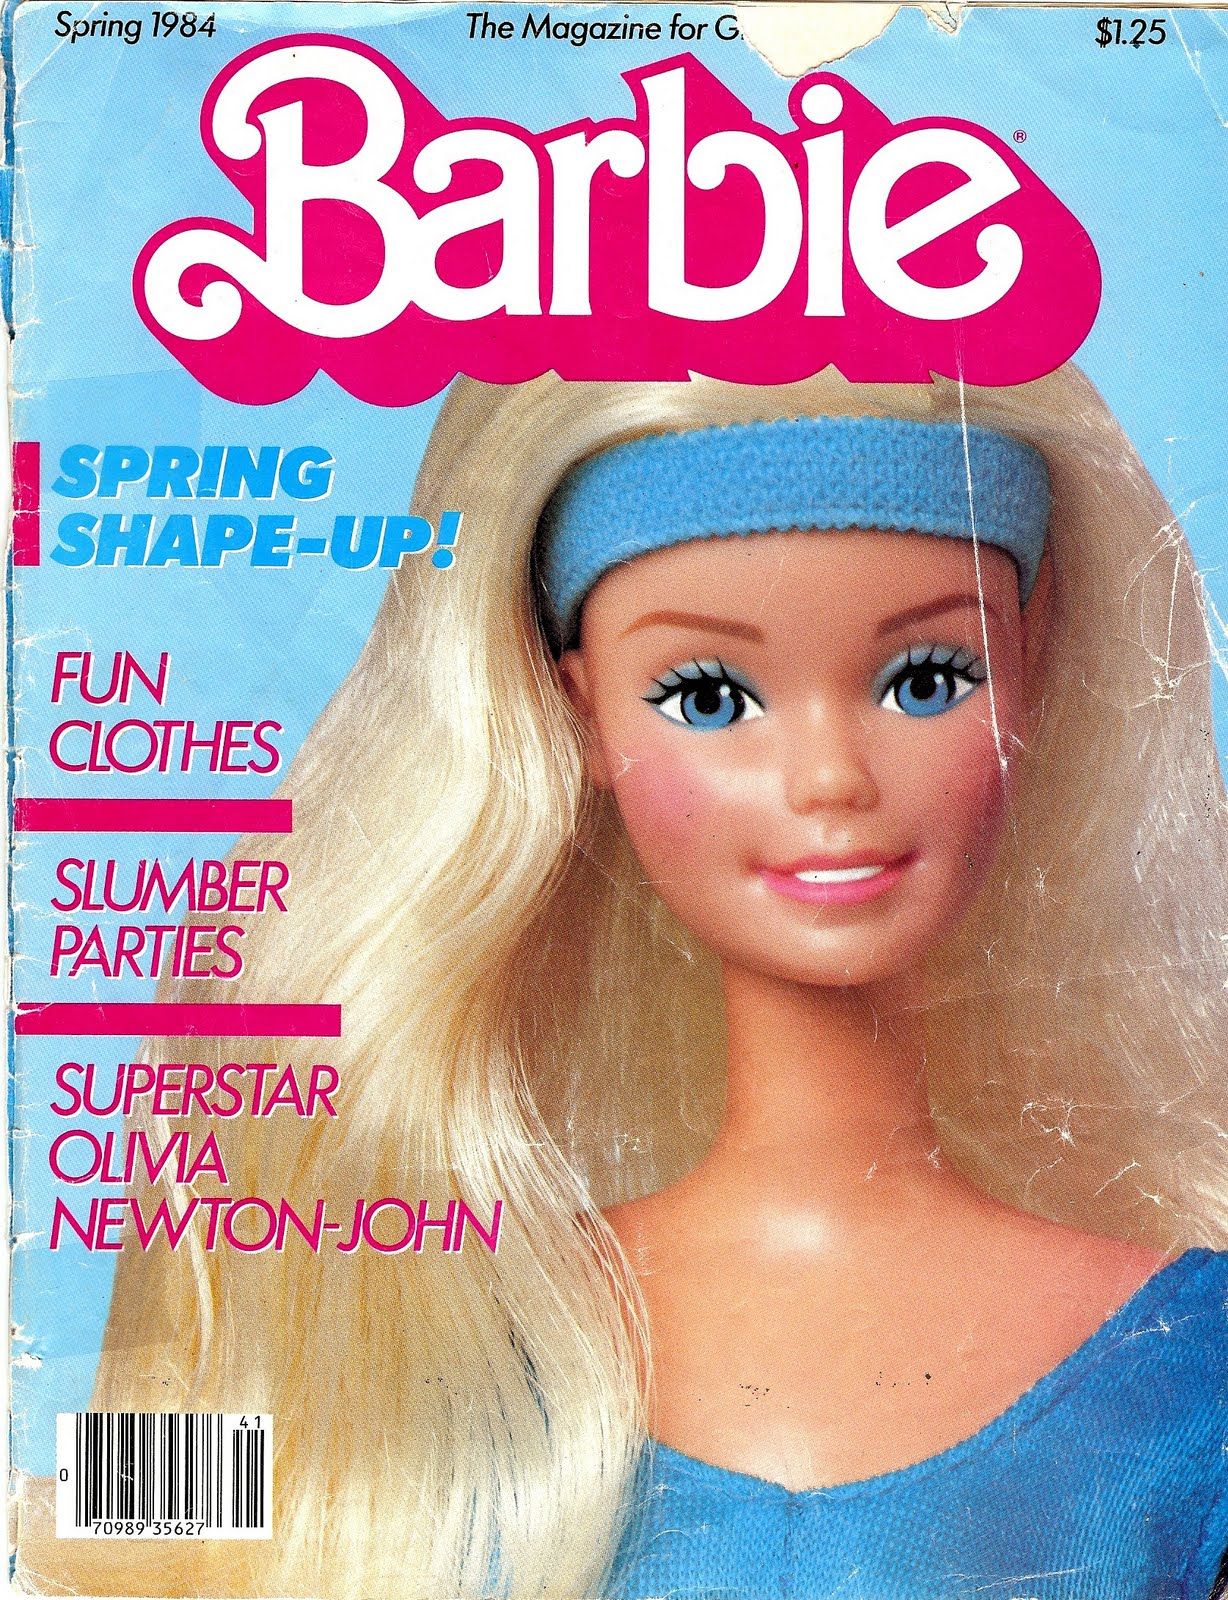 Spring 1984
The Magazine for
$1.25
Barbie®
SPRING
SHAPE-UP!
FUN
CLOTHES
SLUMBER
PARTIES
SUPERSTAR
OLIVIA
NEWTON-JOHN
41
0
70989 35627